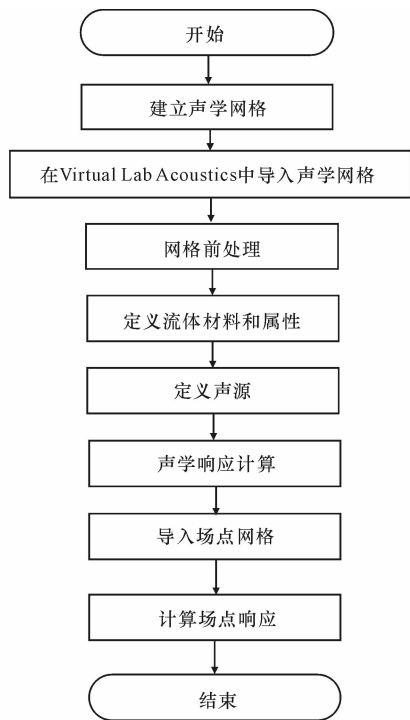 开始
建立声学网格
在Virtual Lab Acoustics中导入声学网格
网格前处理
定义流体材料和属性
定义声源
声学响应计算
导入场点网格
计算场点响应
结束